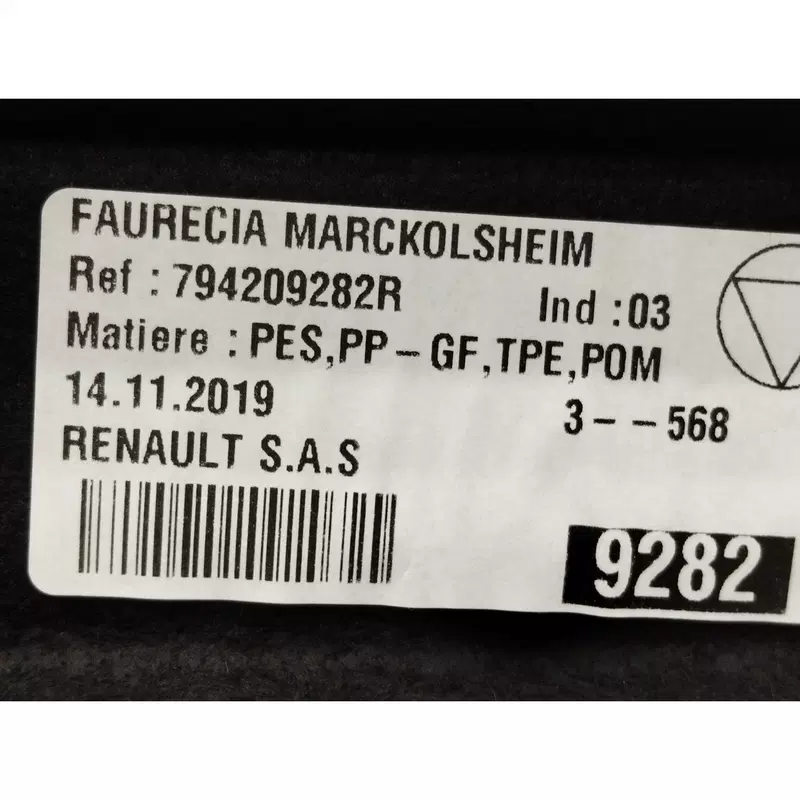 FAURECIA MARCKOLSHEIM
Ref : 794209282R Ind :03
Matiere : PES,PP-GF,TPE,POM
14.11.2019 3- -568
RENAULT S.A.S
9282